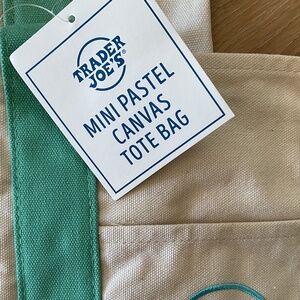 TRADER
JOE'S®
MINI PASTEL
CANVAS
TOTE BAG